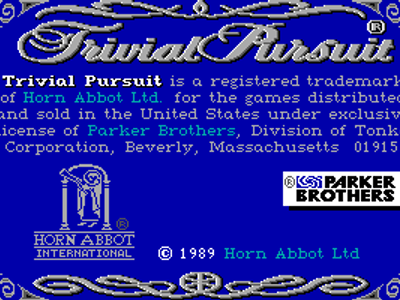 Trivial Pursuit®
Trivial Pursuit is a registered trademark
of Horn Abbot Ltd. for the games distributed
and sold in the United States under exclusiv
license of Parker Brothers, Division of Tonk
Corporation, Beverly, Massachusetts 01915
® PARKER
BROTHERS
®
HORN ABBOT
INTERNATIONAL
© 1989 Horn Abbot Ltd